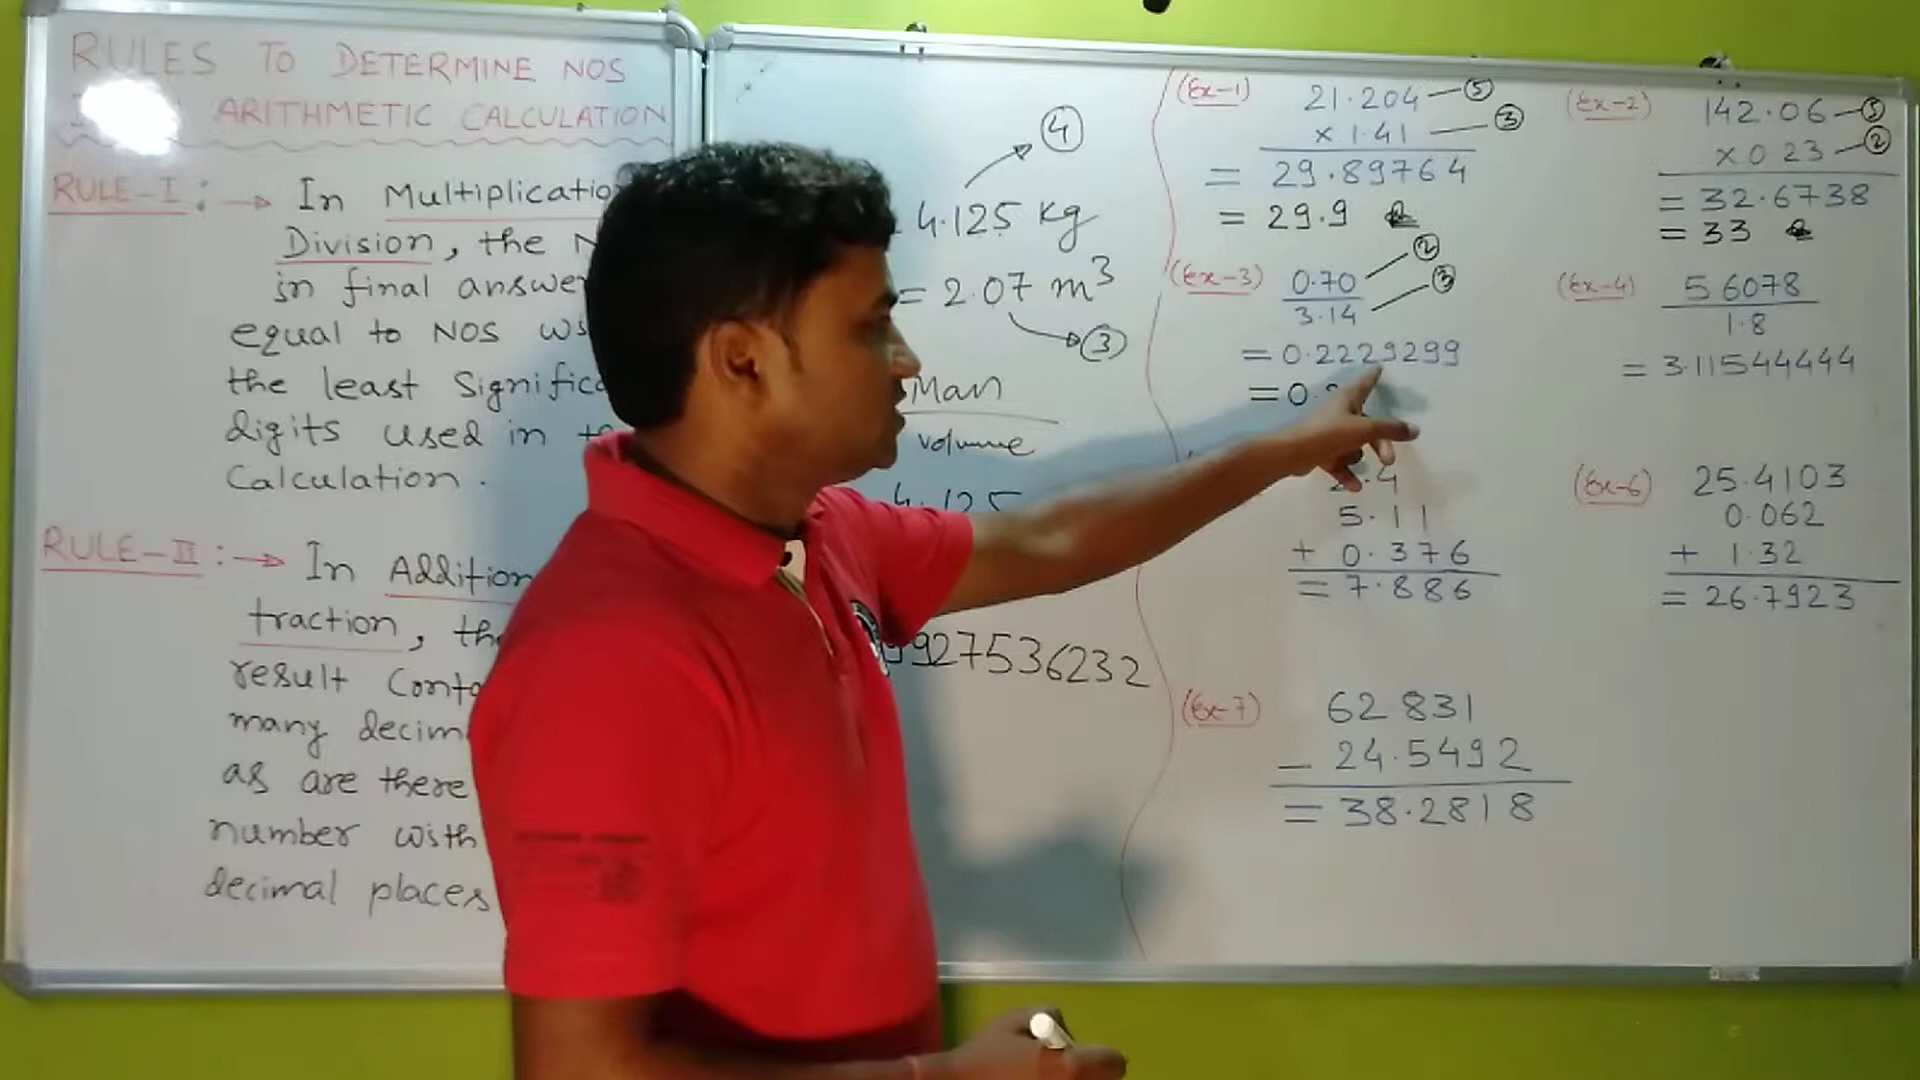 RULES TO DETERMINE NOS
ARITHMETIC CALCULATION
RULE-I : → In Multiplicatio
Division, the N
in final answe
equal to NOS
the least Signific
digits used in
Calculation.
RULE-II : → In Addition
traction, th
result Cont
many decim
as are there
number with
decimal places
4
4.125 kg
= 2.07 m³
3
Man
volume
4.125
9927536232
(Ex-1) 21.204 — 5
× 1.41 — 3
= 29.89764
= 29.9
(Ex-2) 142.06 — 5
× 0 23 — 2
= 32.6738
= 33
(Ex-3) 0.70 — 2
3.14 — 3
= 0.2229299
= 0.2
(Ex-4) 5 6078
1.8
= 3.11544444
.4
5.11
+ 0.376
= 7.886
(Ex-6) 25.4103
0.062
+ 1.32
= 26.7923
(Ex-7) 62 831
− 24.5492
= 38.2818